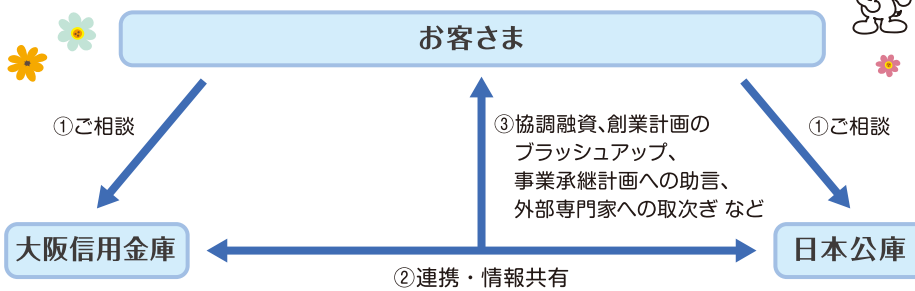 お客さま
①ご相談
③協調融資、創業計画の
ブラッシュアップ、
事業承継計画への助言、
外部専門家への取次ぎ など
①ご相談
大阪信用金庫
日本公庫
②連携・情報共有